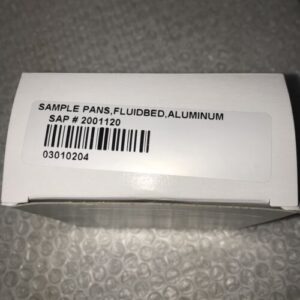 SAMPLE PANS,FLUIDBED,ALUMINUM
SAP # 2001120
03010204